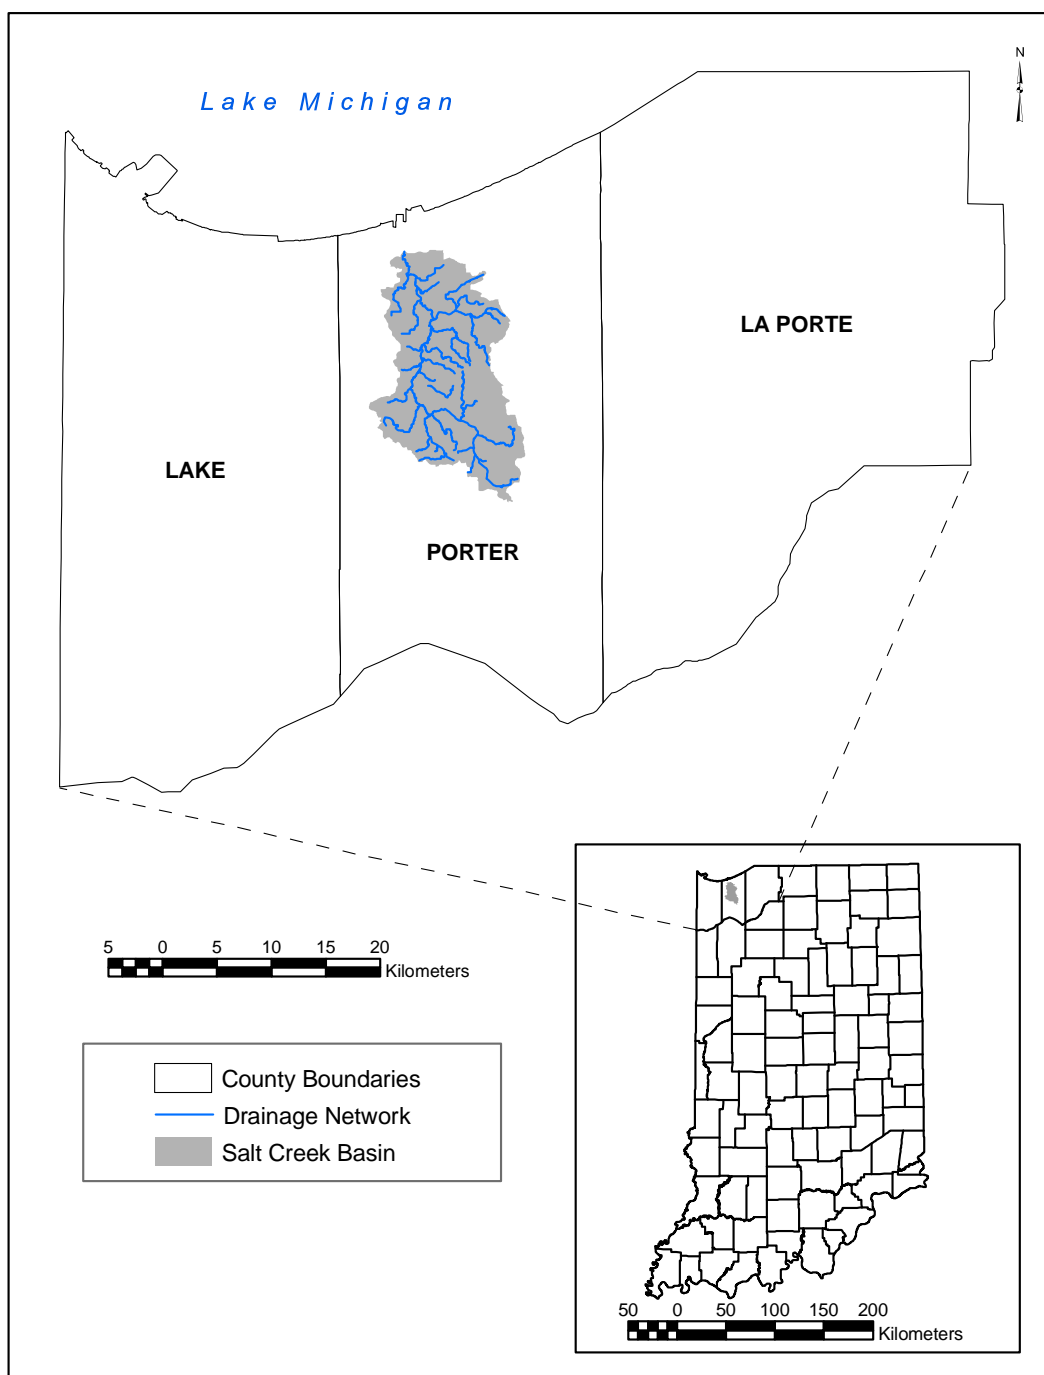 N
Lake Michigan
LA PORTE
LAKE
PORTER
5 0 5 10 15 20
Kilometers
County Boundaries
Drainage Network
Salt Creek Basin
50 0 50 100 150 200
Kilometers